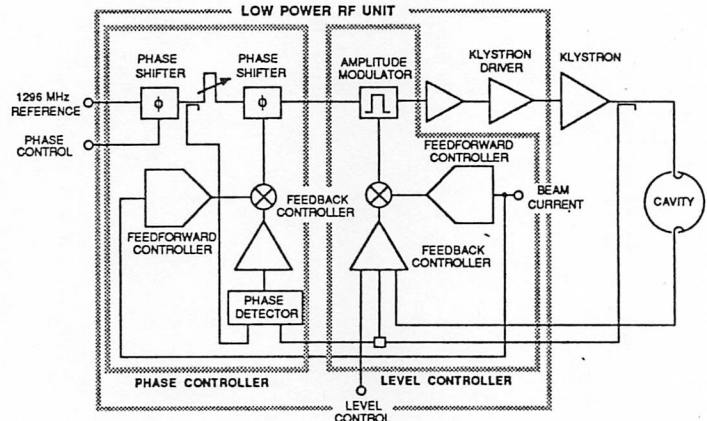 LOW POWER RF UNIT
PHASE
SHIFTER
PHASE
SHIFTER
AMPLITUDE
MODULATOR
KLYSTRON
DRIVER
KLYSTRON
1296 MHz
REFERENCE
ɸ
ɸ
PHASE
CONTROL
FEEDFORWARD
CONTROLLER
FEEDBACK
CONTROLLER
BEAM
CURRENT
CAVITY
FEEDFORWARD
CONTROLLER
FEEDBACK
CONTROLLER
PHASE
DETECTOR
PHASE CONTROLLER
LEVEL CONTROLLER
LEVEL
CONTROL